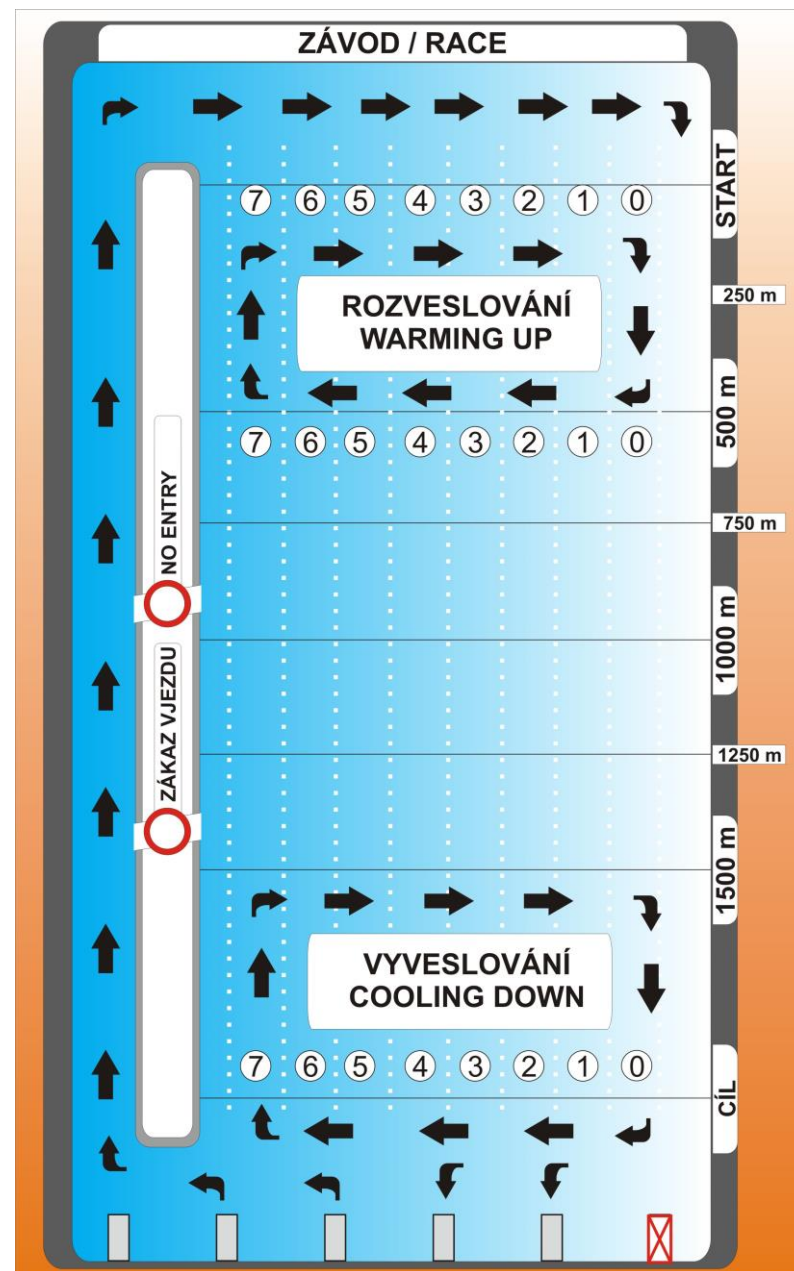 ZÁVOD / RACE
START
7 6 5 4 3 2 1 0
250 m
ROZVESLOVÁNÍ
WARMING UP
500 m
7 6 5 4 3 2 1 0
NO ENTRY
750 m
1000 m
ZÁKAZ VJEZDU
1250 m
1500 m
VYVESLOVÁNÍ
COOLING DOWN
7 6 5 4 3 2 1 0
CÍL